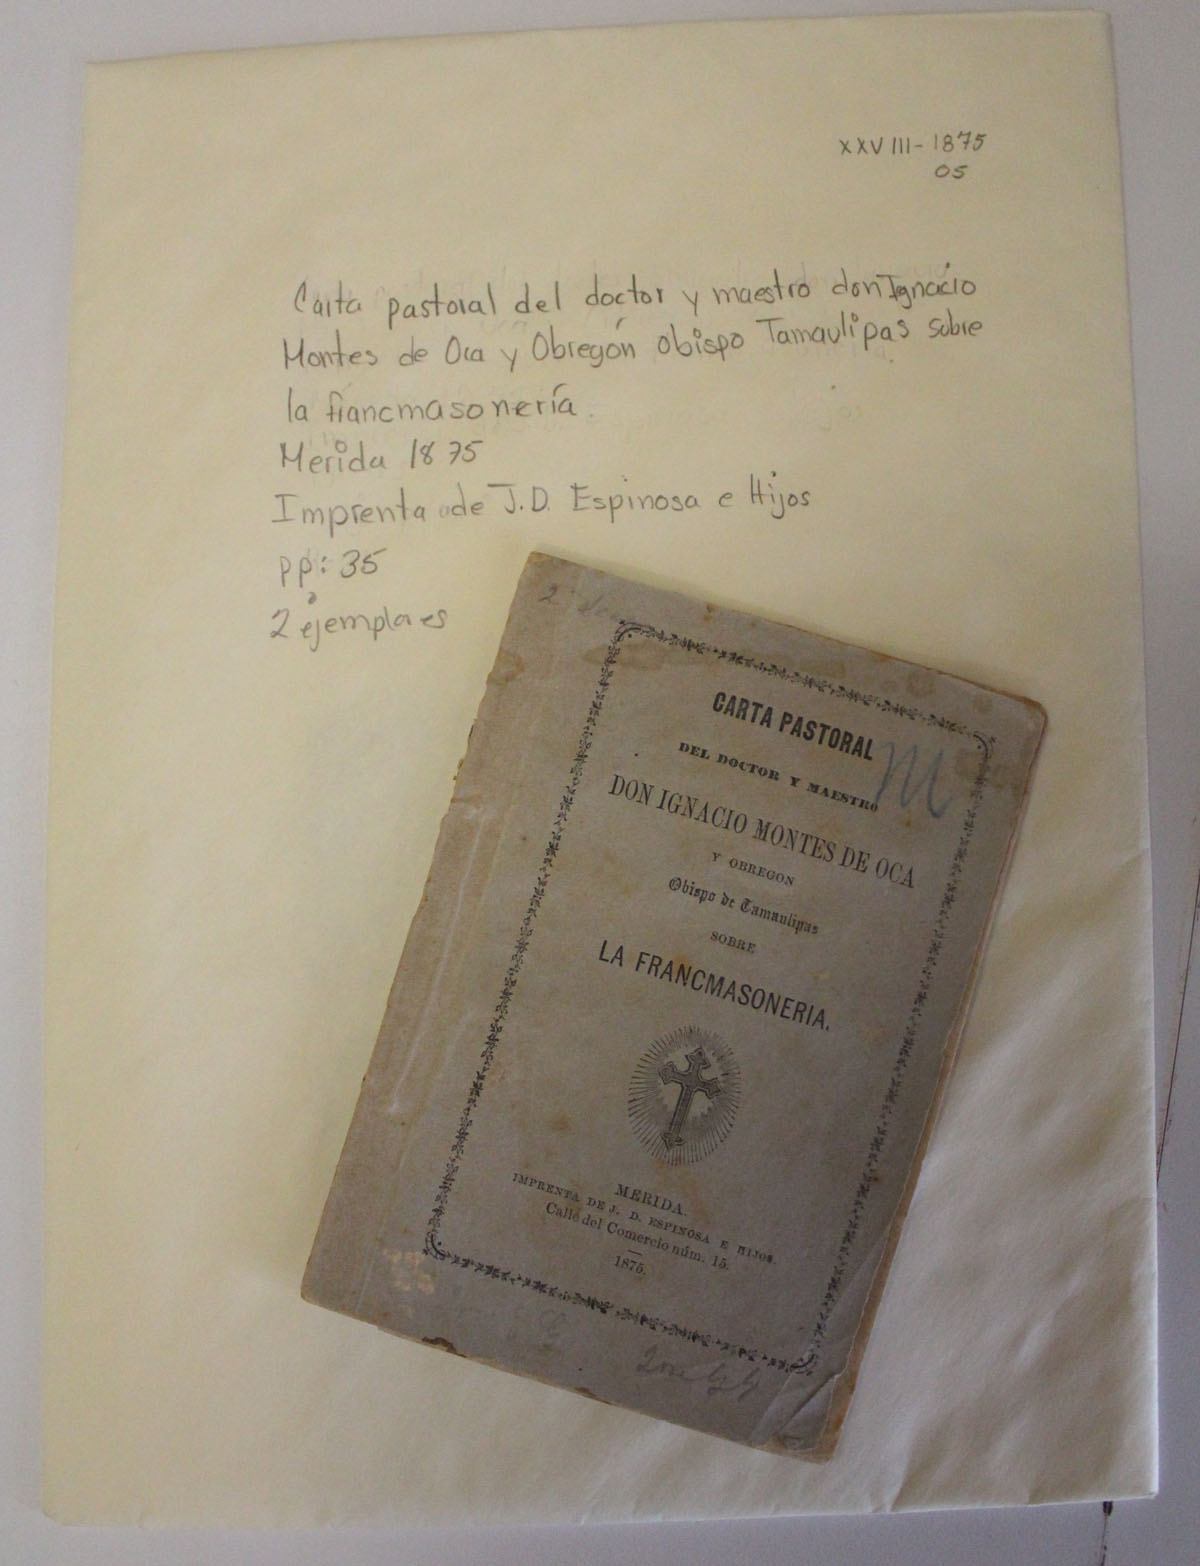 XXVIII-1875
05
Carta pastoral del doctor y maestro don Ignacio
Montes de Oca y Obregón obispo Tamaulipas sobre
la francmasonería.
Merida 1875
Imprenta de J.D. Espinosa e Hijos
pp: 35
2 ejemplares
2
CARTA PASTORAL
M
DEL DOCTOR Y MAESTRO
DON IGNACIO MONTES DE OCA
Y OBREGON
Obispo de Tamaulipas
SOBRE
LA FRANCMASONERIA.
MERIDA.
IMPRENTA DE J. D. ESPINOSA E HIJOS.
Calle del Comercio núm. 15.
1875.